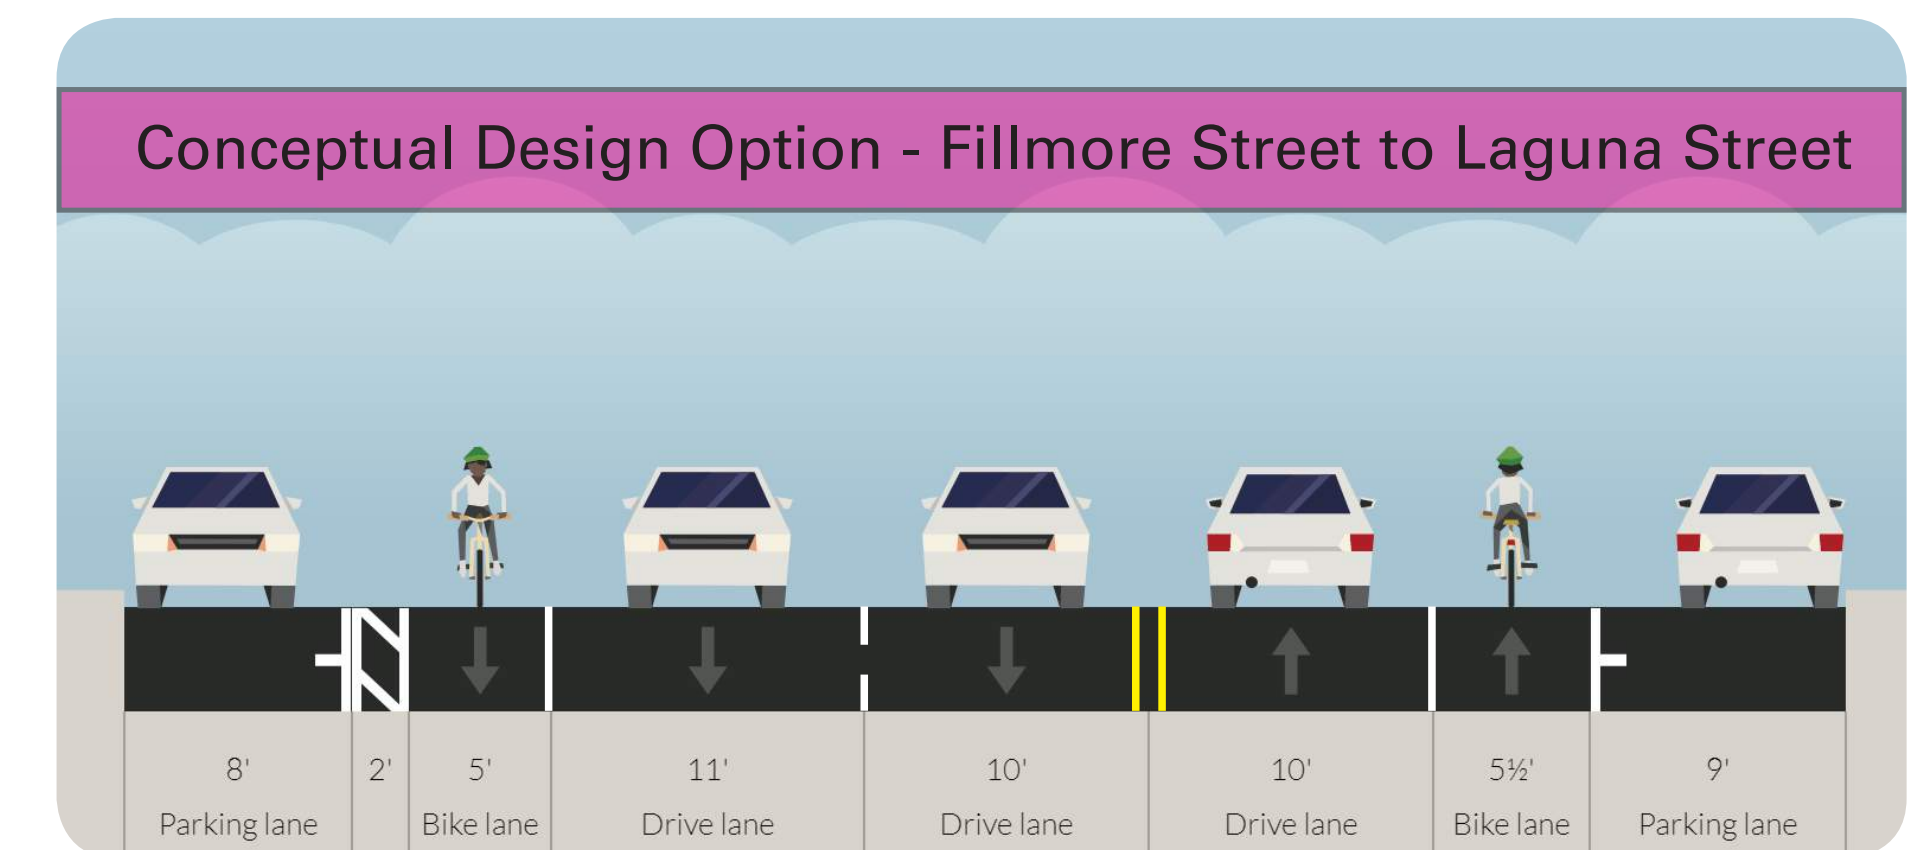 Conceptual Design Option - Fillmore Street to Laguna Street
8' 2' 5' 11' 10' 10' 5½' 9'
Parking lane Bike lane Drive lane Drive lane Drive lane Bike lane Parking lane